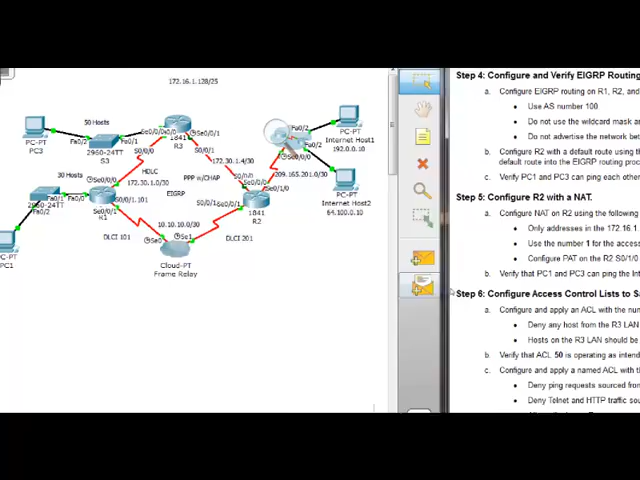 172.16.1.128/25
50 Hosts
PC-PT
PC3
Fa0/2
2960-24TT
S3
Fa0/1
1841
R3
Se0/0/1
S0/0/0
S0/0/1
HDLC
172.30.1.0/30
PPP w/CHAP
172.30.1.4/30
EIGRP
30 Hosts
2960-24TT
Fa0/2
Fa0/1
Fa0/0
Se0/0/0
S0/0/1.101
R1
PC-PT
PC1
DLCI 101
10.10.10.0/30
Se0
Se1
DLCI 201
Cloud-PT
Frame Relay
S0/0/1
Se0/1/0
1841
R2
209.165.201.0/30
Se0/0/0
Fa0/2
PC-PT
Internet Host1
192.0.0.10
PC-PT
Internet Host2
64.100.0.10
Step 4: Configure and Verify EIGRP Routing
a. Configure EIGRP routing on R1, R2, and
• Use AS number 100
• Do not use the wildcard mask ar
• Do not advertise the network be
b. Configure R2 with a default route using th
default route into the EIGRP routing proc
c. Verify PC1 and PC3 can ping each other
Step 5: Configure R2 with a NAT.
a. Configure NAT on R2 using the following
• Only addresses in the 172.16.1.
• Use the number 1 for the access
• Configure PAT on the R2 S0/1/0
b. Verify that PC1 and PC3 can ping the Int
Step 6: Configure Access Control Lists to Sa
a. Configure and apply an ACL with the num
• Deny any host from the R3 LAN
• Hosts on the R3 LAN should be
b. Verify that ACL 50 is operating as intend
c. Configure and apply a named ACL with th
• Deny ping requests sourced from
• Deny Telnet and HTTP traffic sou